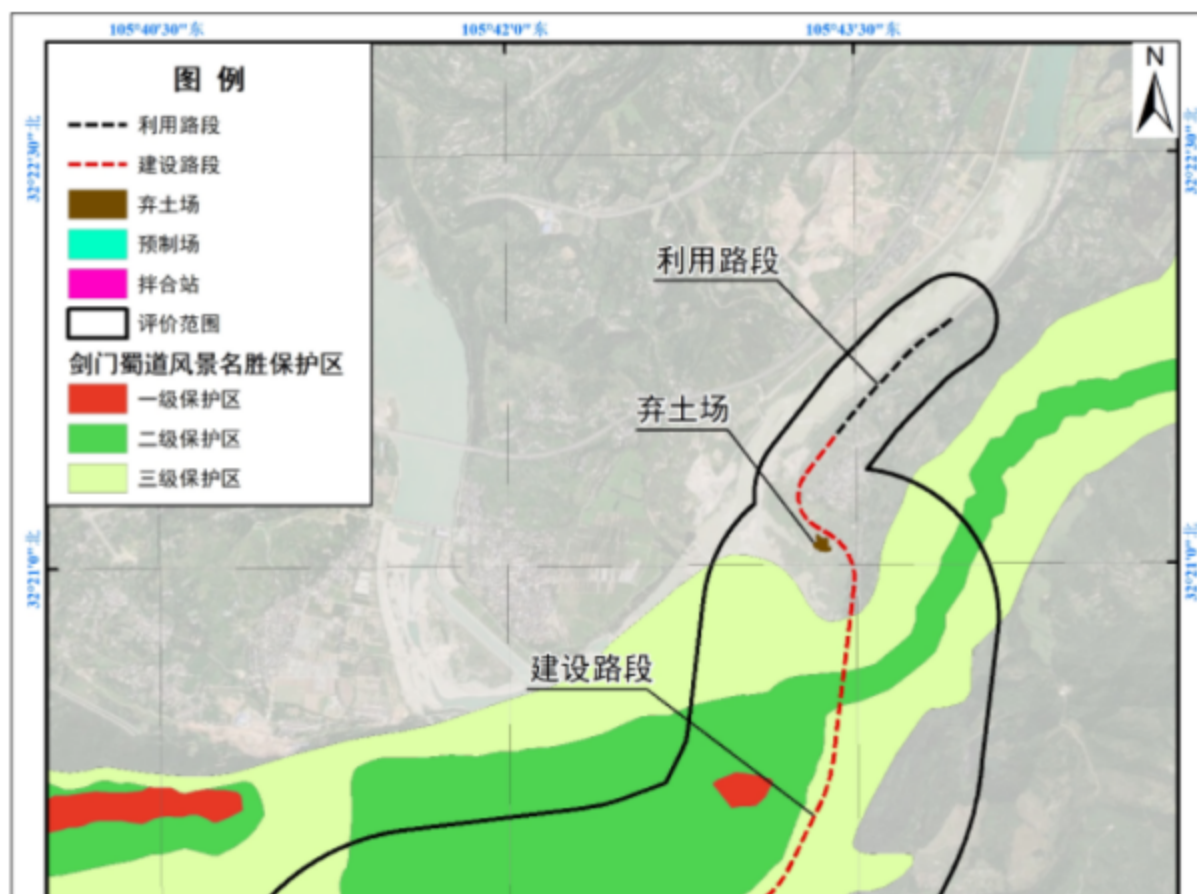 105°40'30"东
105°42'0"东
105°43'30"东
图 例
利用路段
建设路段
弃土场
预制场
拌合站
评价范围
剑门蜀道风景名胜保护区
一级保护区
二级保护区
三级保护区
N
32°22'30"北
32°22'30"北
利用路段
弃土场
32°21'0"北
32°21'0"北
建设路段